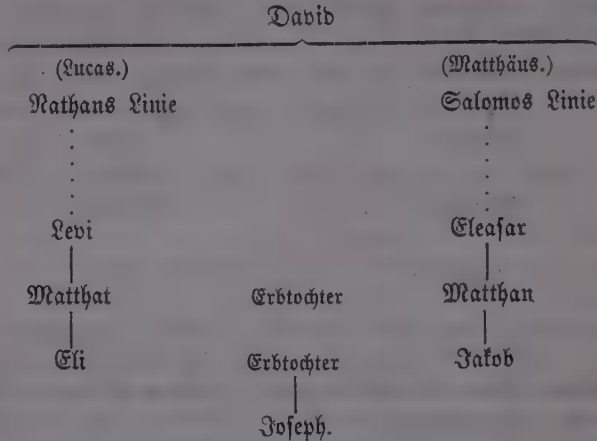 David
(Lucas.) (Matthäus.)
Nathans Linie Salomos Linie
Levi Eleasar
Matthat Erbtochter Matthan
Eli Erbtochter Jakob
Joseph.